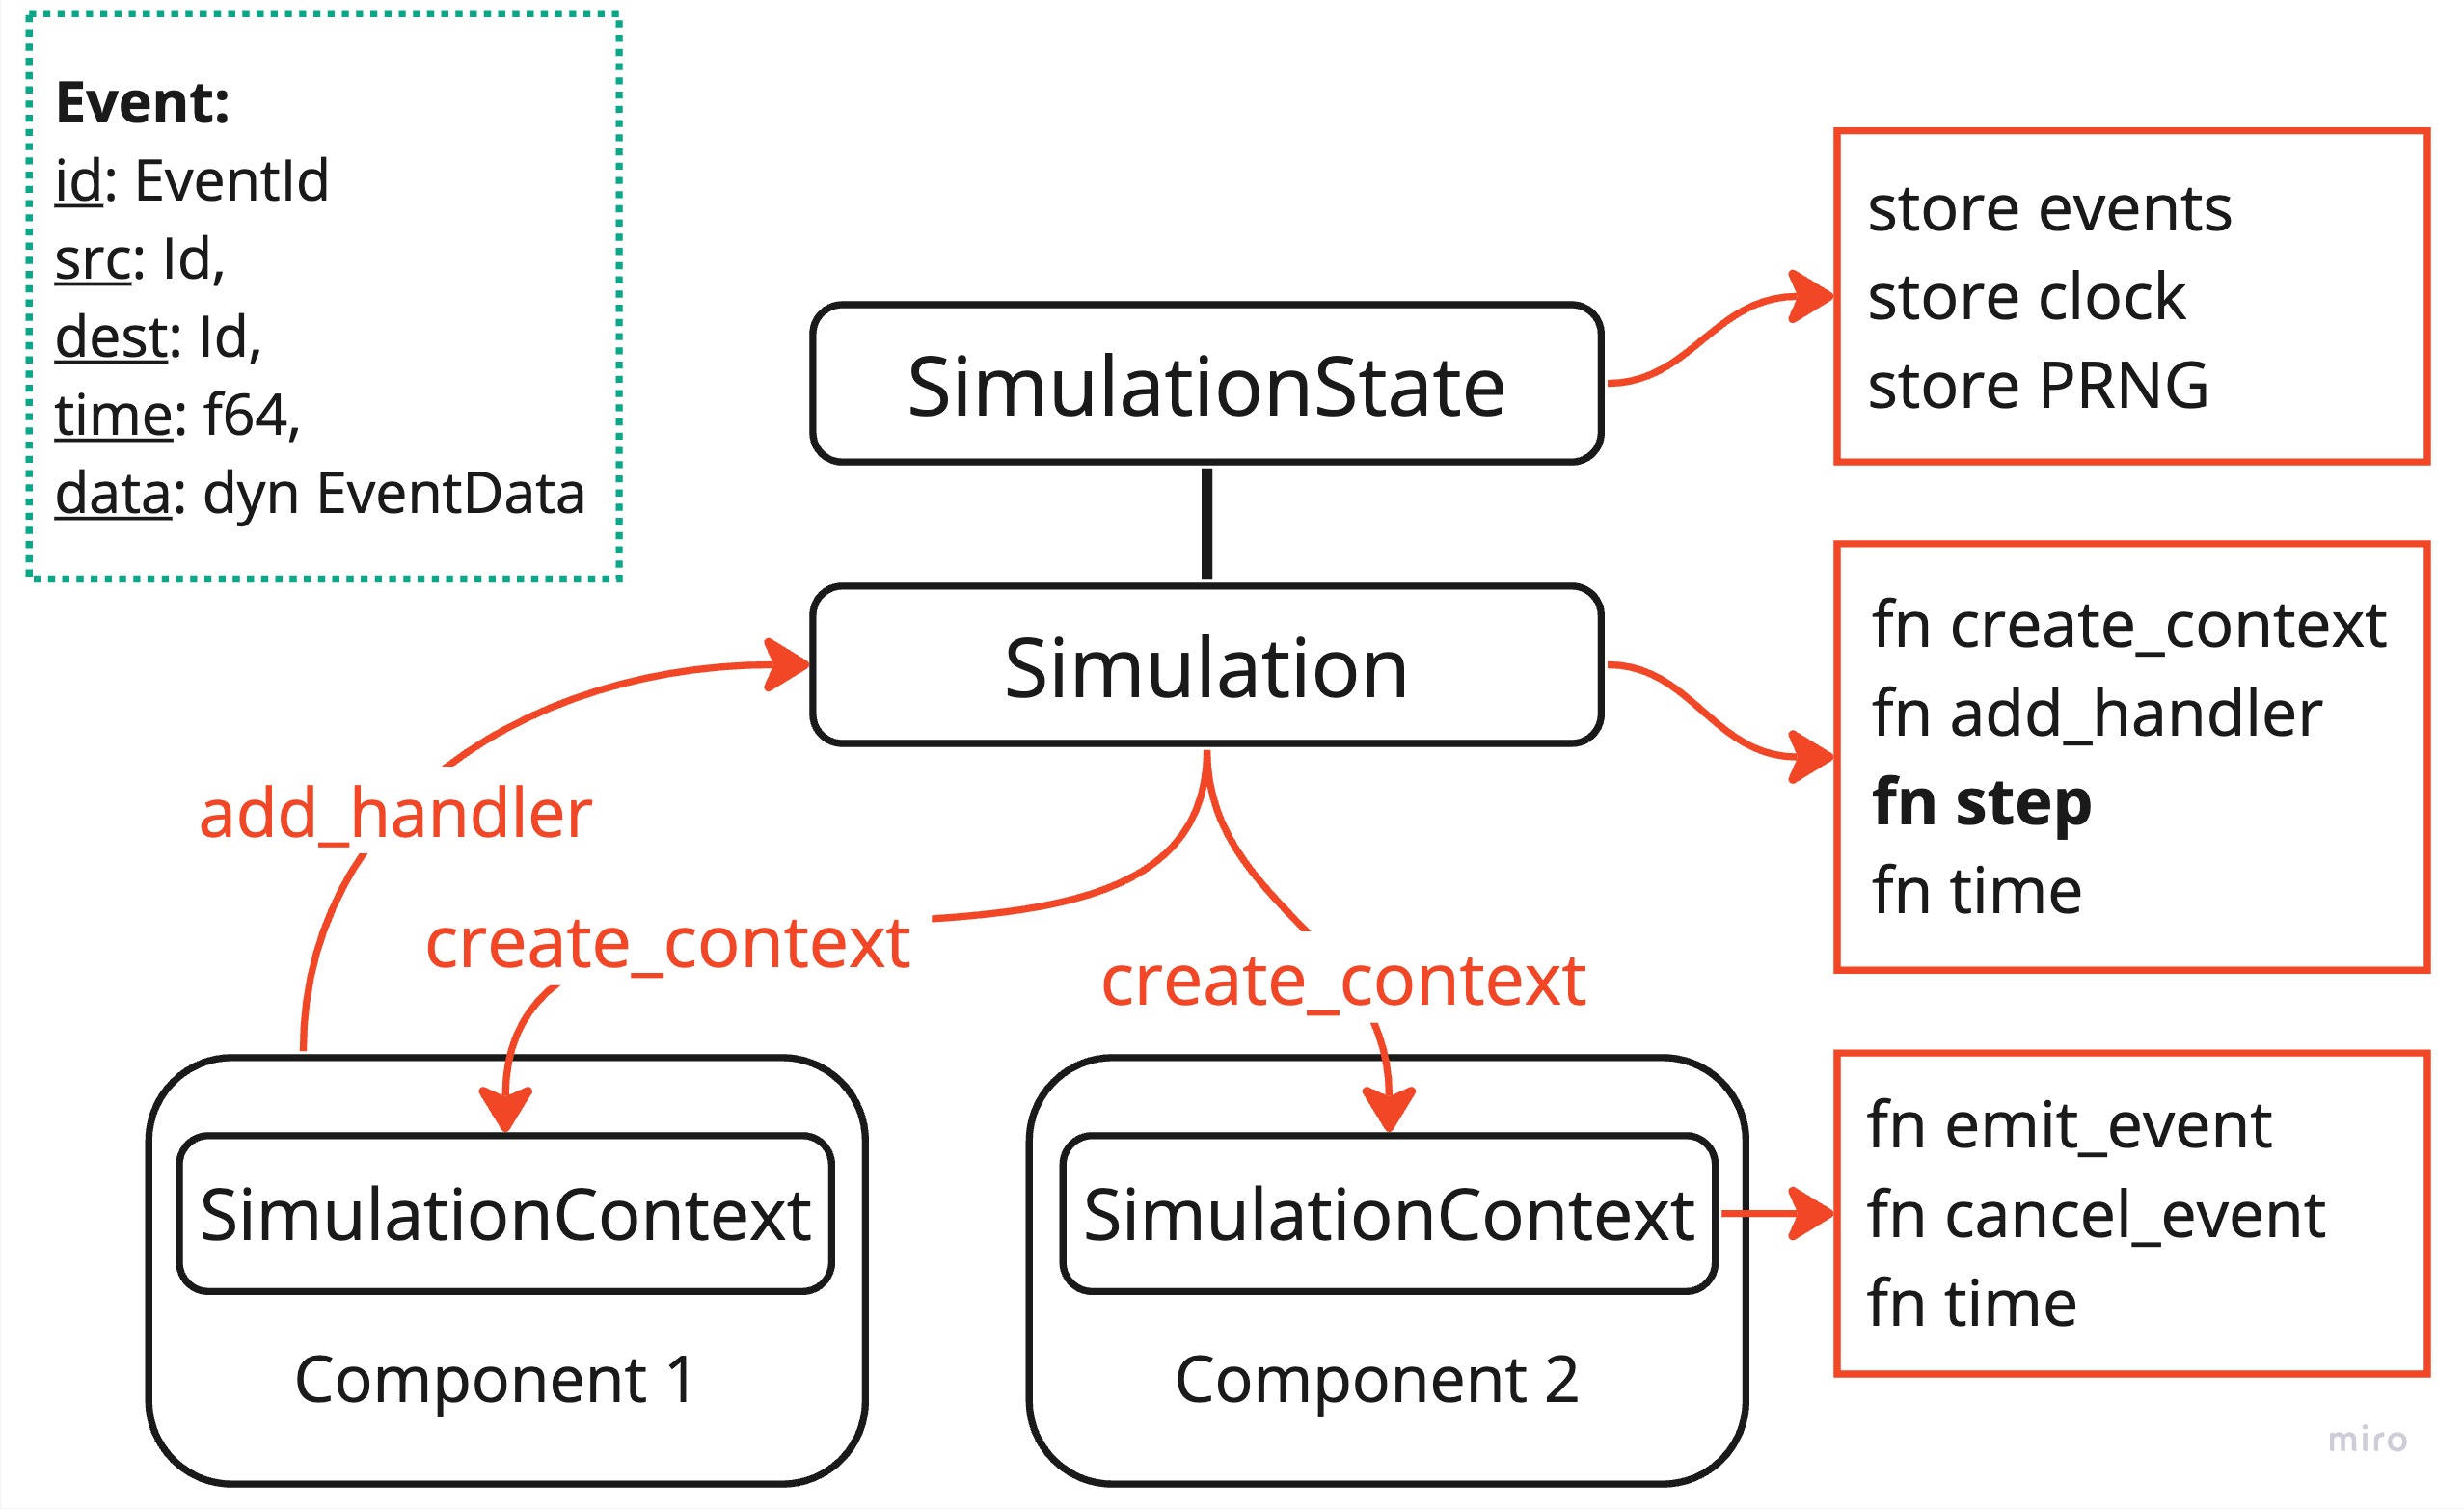 Event:
id: EventId
src: Id,
dest: Id,
time: f64,
data: dyn EventData
SimulationState
store events
store clock
store PRNG
Simulation
fn create_context
fn add_handler
fn step
fn time
add_handler
create_context
create_context
SimulationContext
Component 1
SimulationContext
Component 2
fn emit_event
fn cancel_event
fn time
miro